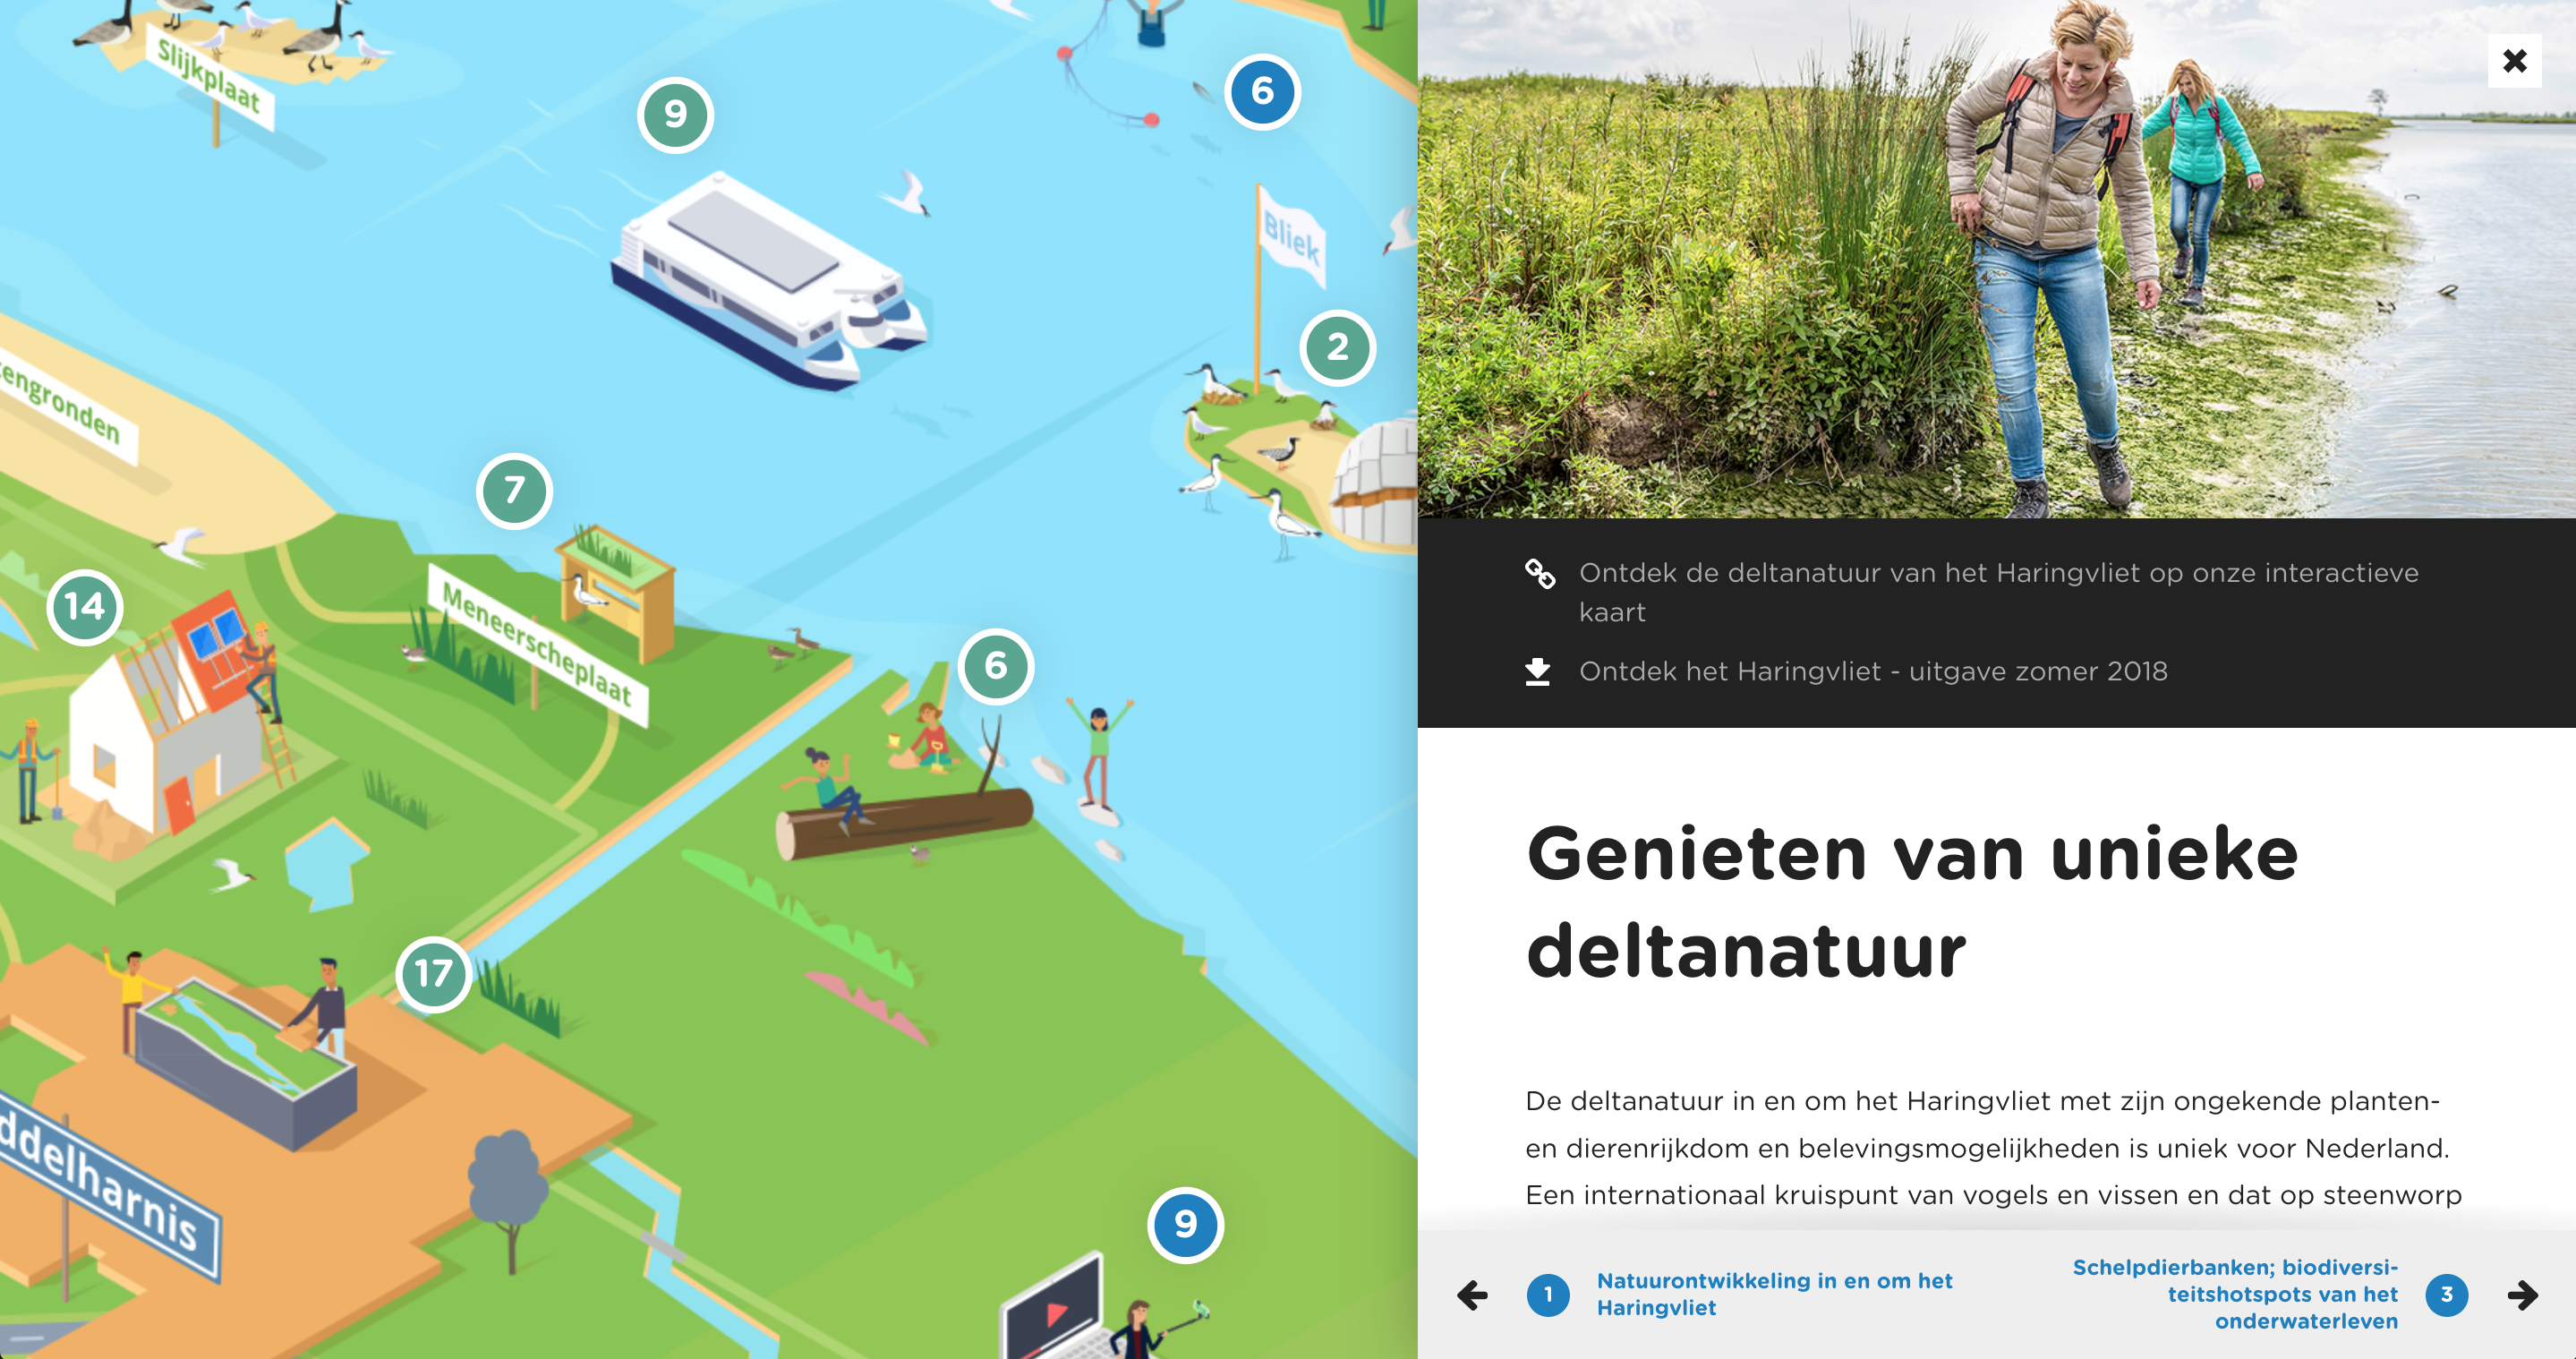 Slijkplaat
9
6
Bliek
2
engronden
7
14
Meneerscheplaat
6
17
ddelharnis
9
Ontdek de deltanatuur van het Haringvliet op onze interactieve
kaart
Ontdek het Haringvliet - uitgave zomer 2018
Genieten van unieke
deltanatuur
De deltanatuur in en om het Haringvliet met zijn ongekende planten-
en dierenrijkdom en belevingsmogelijkheden is uniek voor Nederland.
Een internationaal kruispunt van vogels en vissen en dat op steenworp
1
Natuurontwikkeling in en om het
Haringvliet
Schelpdierbanken; biodiversi-
teitshotspots van het
onderwaterleven
3